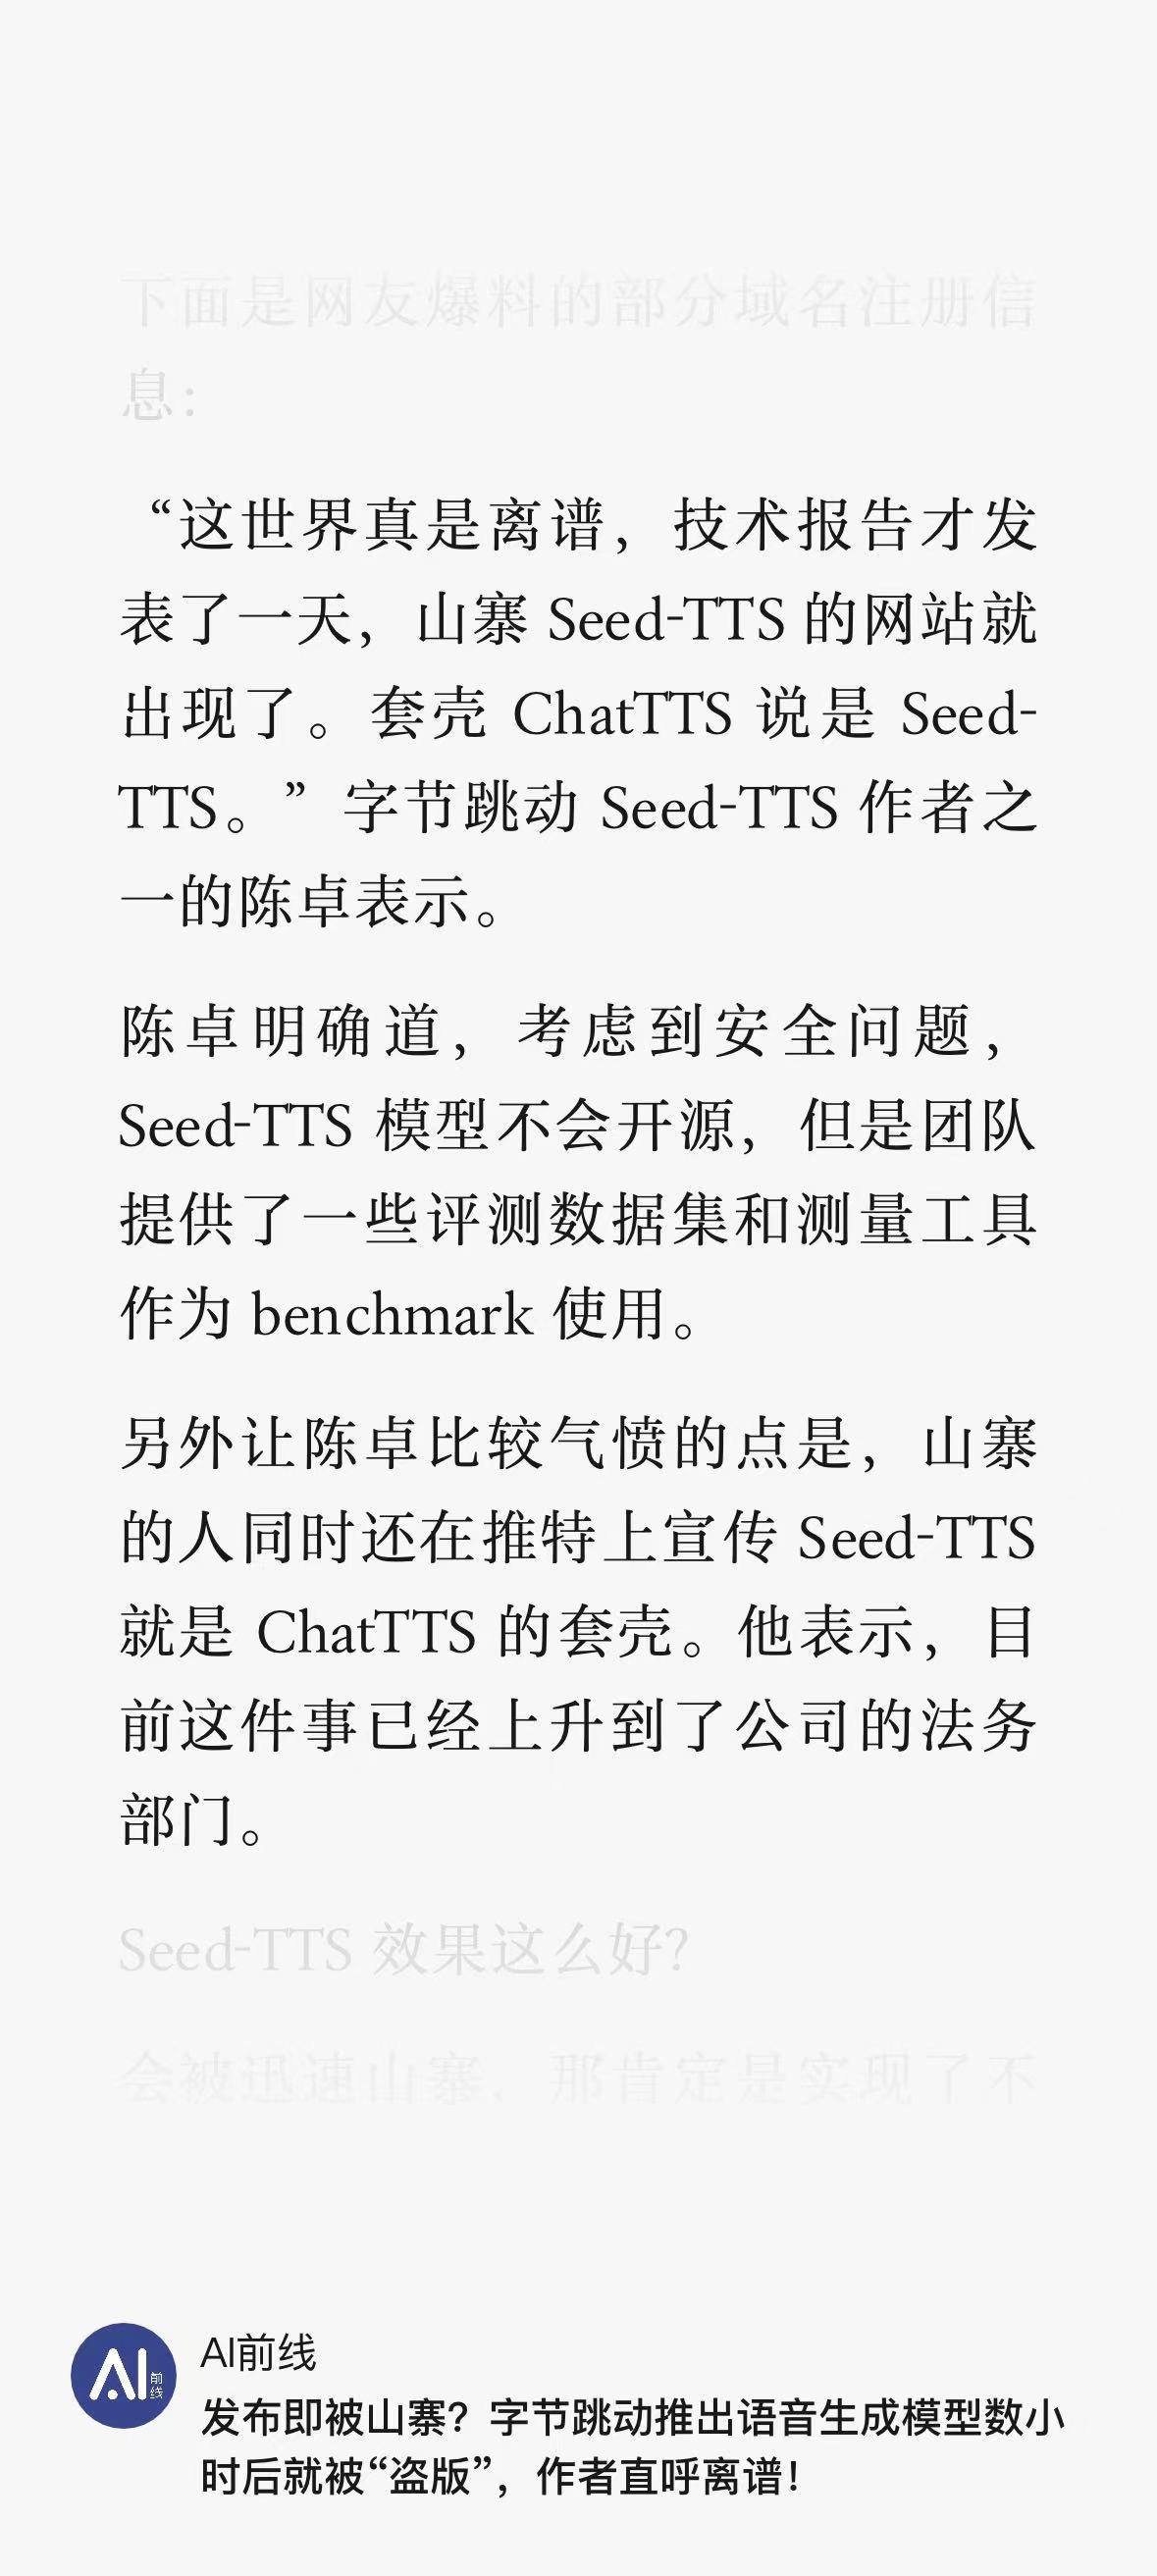 下面是网友爆料的部分域名注册信
息：
“这世界真是离谱，技术报告才发
表了一天，山寨 Seed-TTS 的网站就
出现了。套壳 ChatTTS 说是 Seed-
TTS。”字节跳动 Seed-TTS 作者之
一的陈卓表示。
陈卓明确道，考虑到安全问题，
Seed-TTS 模型不会开源，但是团队
提供了一些评测数据集和测量工具
作为 benchmark 使用。
另外让陈卓比较气愤的点是，山寨
的人同时还在推特上宣传 Seed-TTS
就是 ChatTTS 的套壳。他表示，目
前这件事已经上升到了公司的法务
部门。
Seed-TTS 效果这么好？
会被迅速山寨，那肯定是实现了不
AI前线
AI前线
发布即被山寨？字节跳动推出语音生成模型数小
时后就被“盗版”，作者直呼离谱！